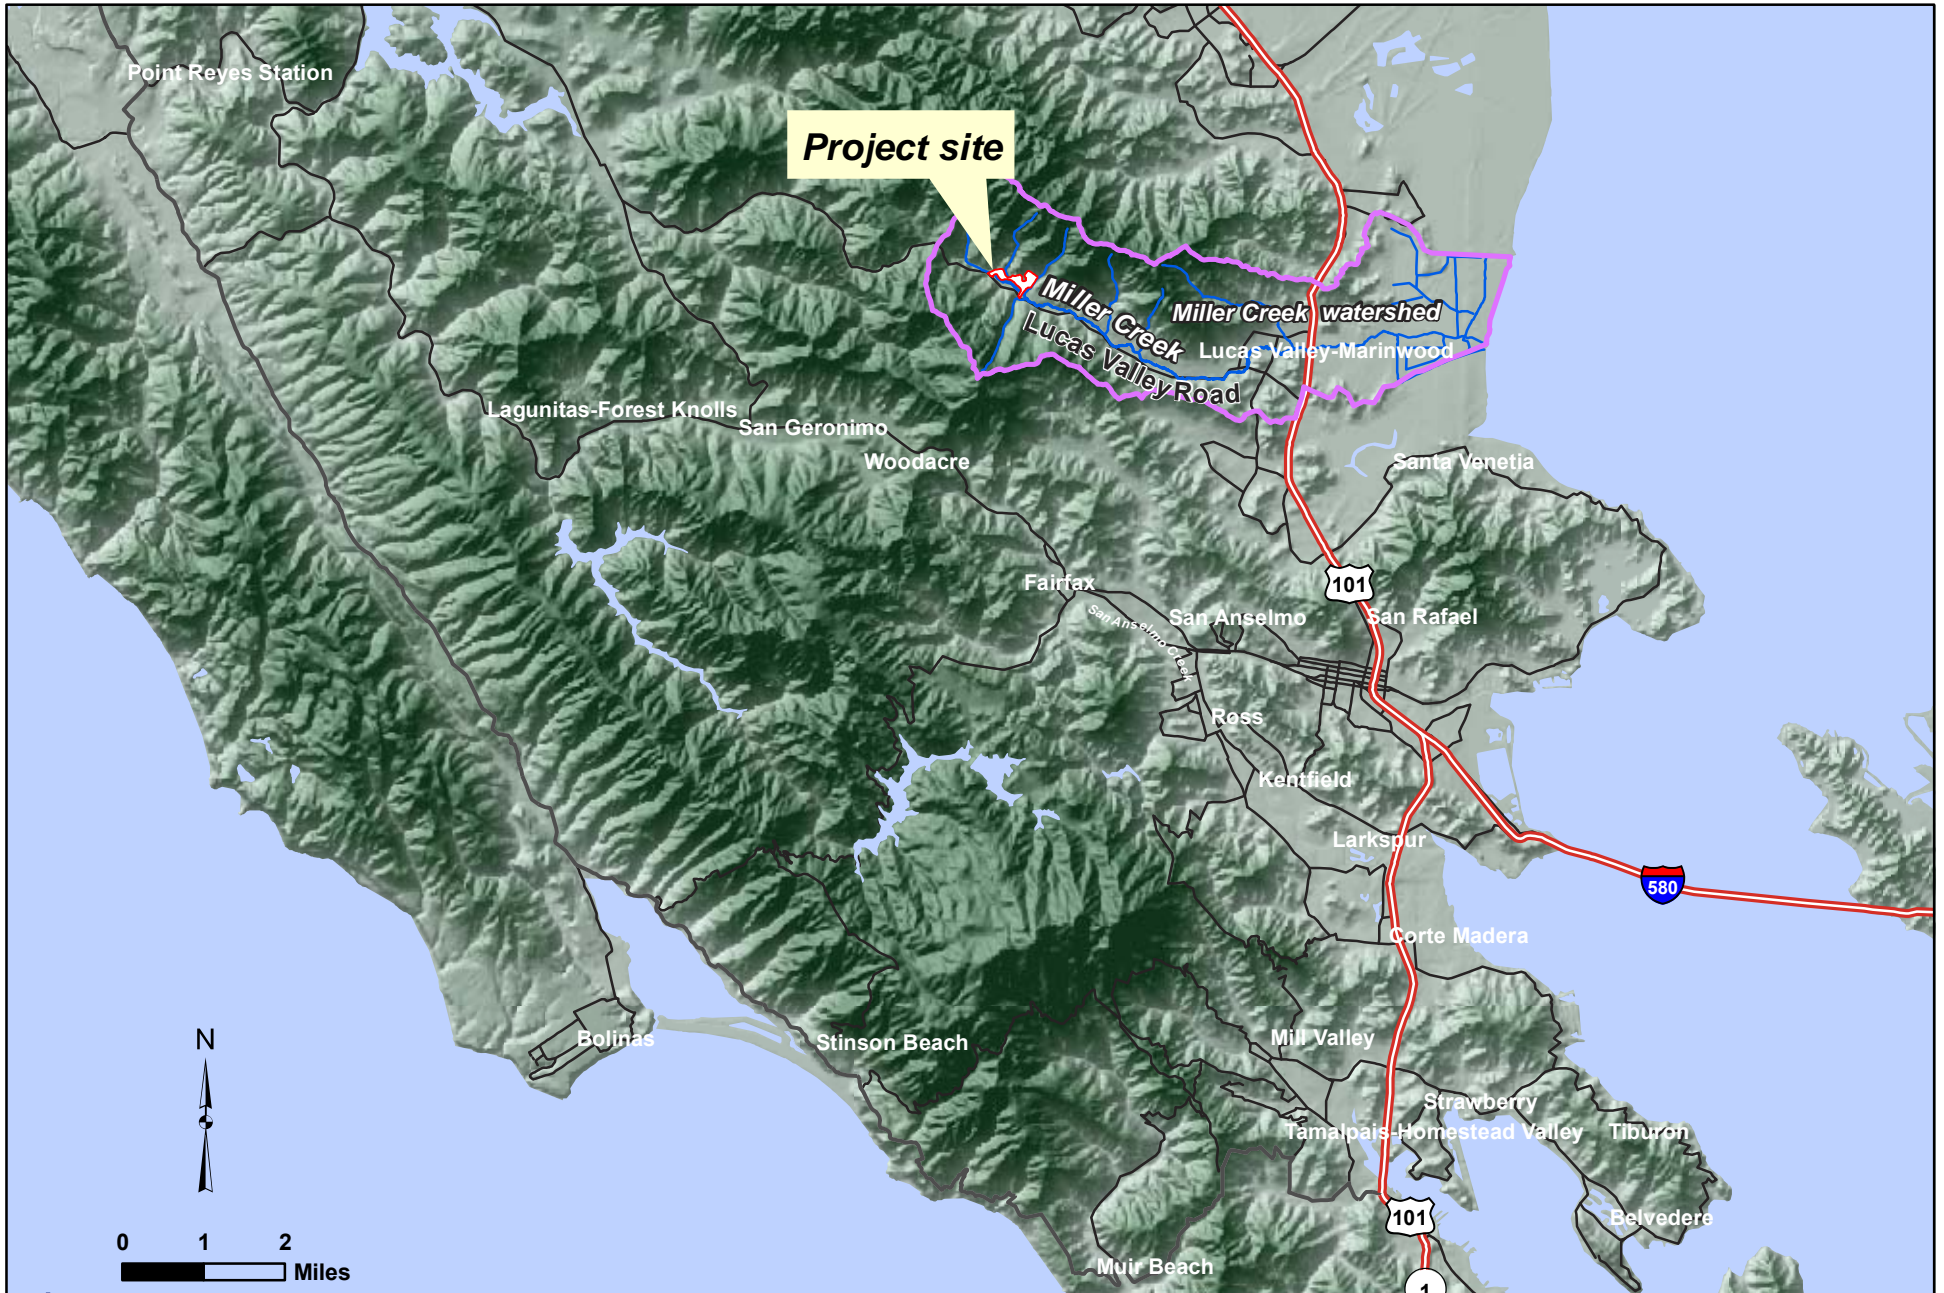 Point Reyes Station
Project site
Miller Creek
Miller Creek watershed
Lucas Valley Road
Lucas Valley-Marinwood
Lagunitas-Forest Knolls
San Geronimo
Woodacre
Santa Venetia
Fairfax
101
San Anselmo Creek
San Anselmo
San Rafael
Ross
Kentfield
Larkspur
580
Corte Madera
N
Bolinas
Stinson Beach
Mill Valley
Strawberry
Tamalpais-Homestead Valley
Tiburon
101
Belvedere
0 1 2
Miles
Muir Beach
1